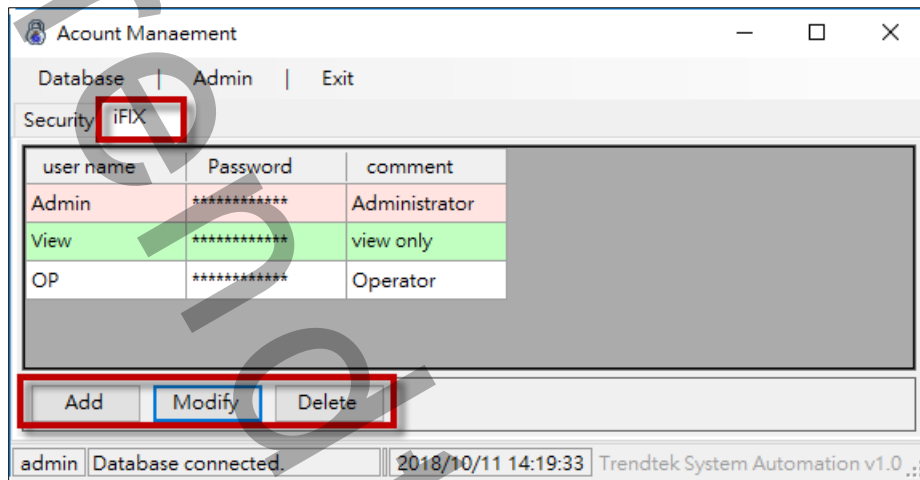 Acount Manaement
Database | Admin | Exit
Security iFIX
user name Password comment
Admin ************ Administrator
View ************ view only
OP ************ Operator
Add Modify Delete
admin Database connected. 2018/10/11 14:19:33 Trendtek System Automation v1.0